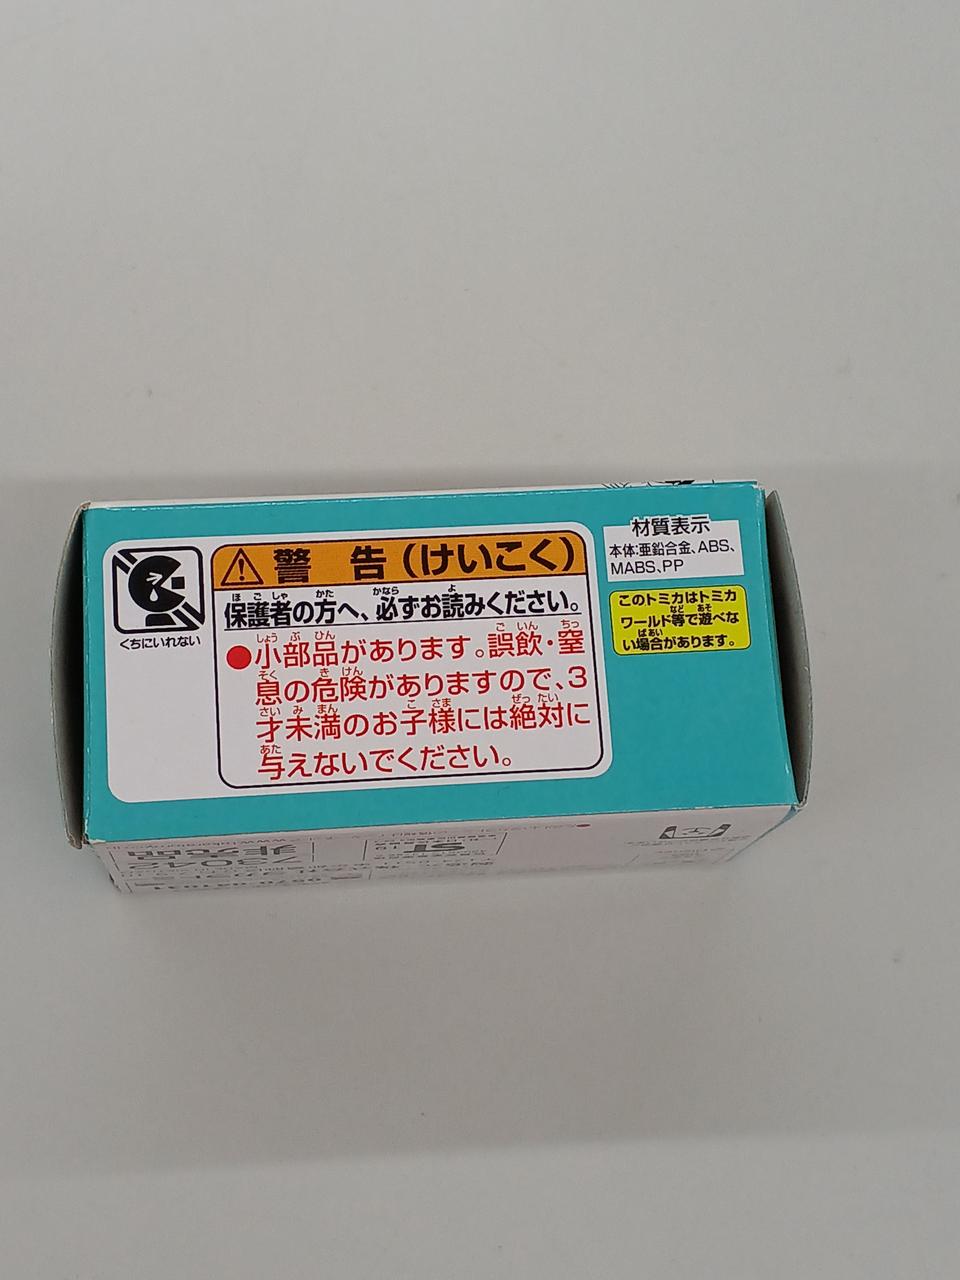 くちにいれない
警 告（けいこく）
保護者の方へ、必ずお読みください。
●小部品があります。誤飲・窒
息の危険がありますので、3
才未満のお子様には絶対に
与えないでください。
材質表示
本体:亜鉛合金、ABS、
MABS、PP
このトミカはトミカ
ワールド等で遊べな
い場合があります。
ST
非売品